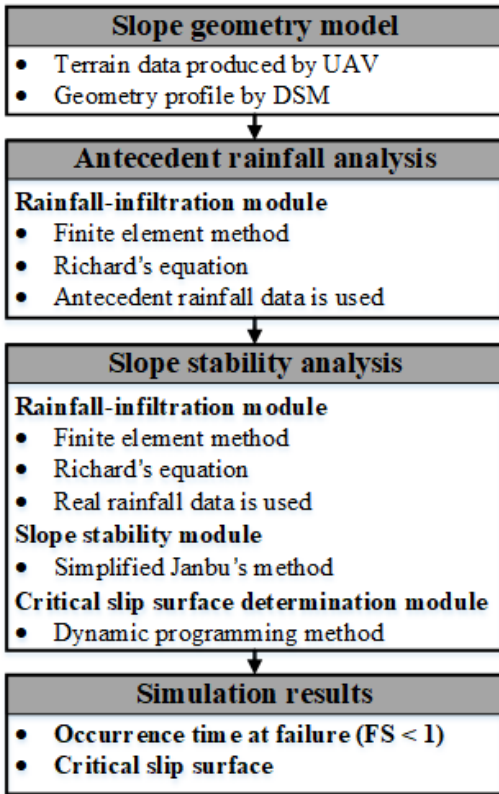 Slope geometry model
• Terrain data produced by UAV
• Geometry profile by DSM
Antecedent rainfall analysis
Rainfall-infiltration module
• Finite element method
• Richard's equation
• Antecedent rainfall data is used
Slope stability analysis
Rainfall-infiltration module
• Finite element method
• Richard's equation
• Real rainfall data is used
Slope stability module
• Simplified Janbu's method
Critical slip surface determination module
• Dynamic programming method
Simulation results
• Occurrence time at failure (FS < 1)
• Critical slip surface